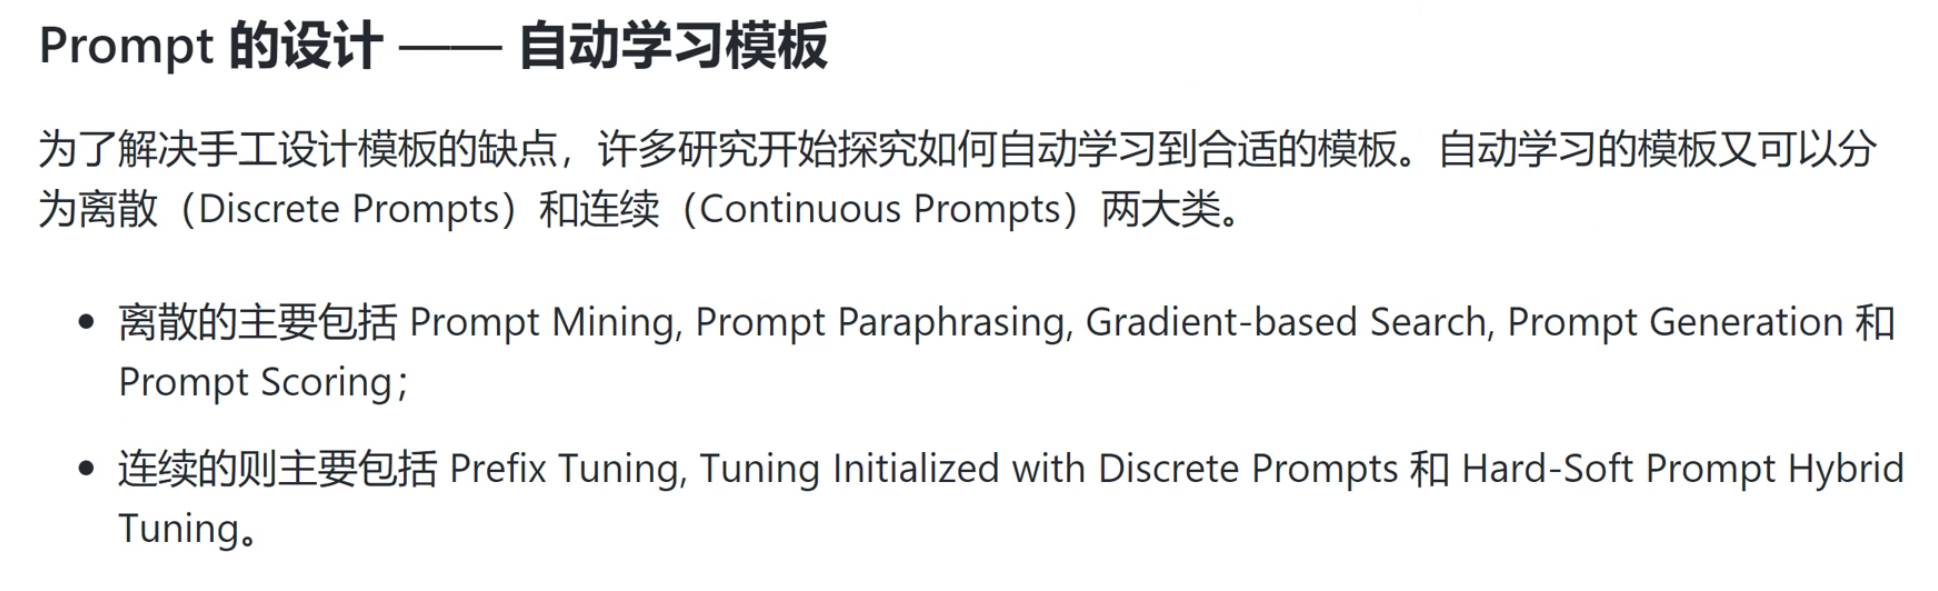 Prompt 的设计 —— 自动学习模板
为了解决手工设计模板的缺点，许多研究开始探究如何自动学习到合适的模板。自动学习的模板又可以分
为离散（Discrete Prompts）和连续（Continuous Prompts）两大类。
• 离散的主要包括 Prompt Mining, Prompt Paraphrasing, Gradient-based Search, Prompt Generation 和
Prompt Scoring；
• 连续的则主要包括 Prefix Tuning, Tuning Initialized with Discrete Prompts 和 Hard-Soft Prompt Hybrid
Tuning。